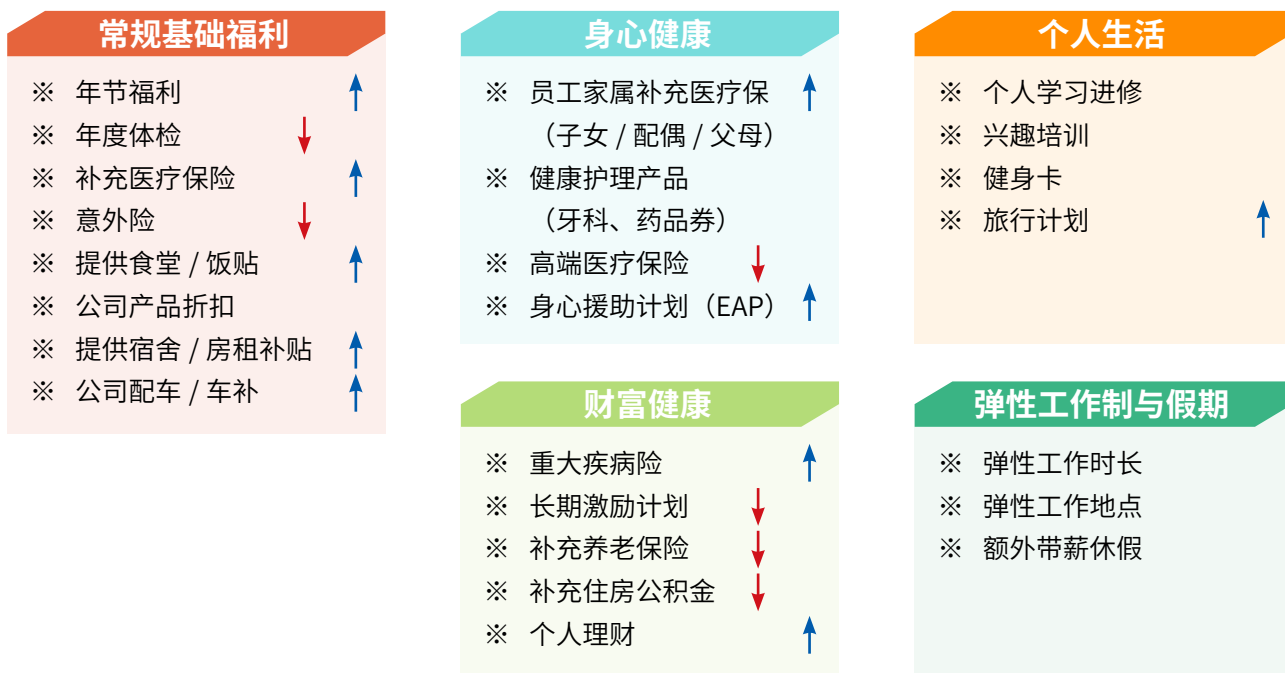 常规基础福利
※ 年节福利
※ 年度体检
※ 补充医疗保险
※ 意外险
※ 提供食堂 / 饭贴
※ 公司产品折扣
※ 提供宿舍 / 房租补贴
※ 公司配车 / 车补
身心健康
※ 员工家属补充医疗保
（子女 / 配偶 / 父母）
※ 健康护理产品
（牙科、药品券）
※ 高端医疗保险
※ 身心援助计划（EAP）
个人生活
※ 个人学习进修
※ 兴趣培训
※ 健身卡
※ 旅行计划
财富健康
※ 重大疾病险
※ 长期激励计划
※ 补充养老保险
※ 补充住房公积金
※ 个人理财
弹性工作制与假期
※ 弹性工作时长
※ 弹性工作地点
※ 额外带薪休假